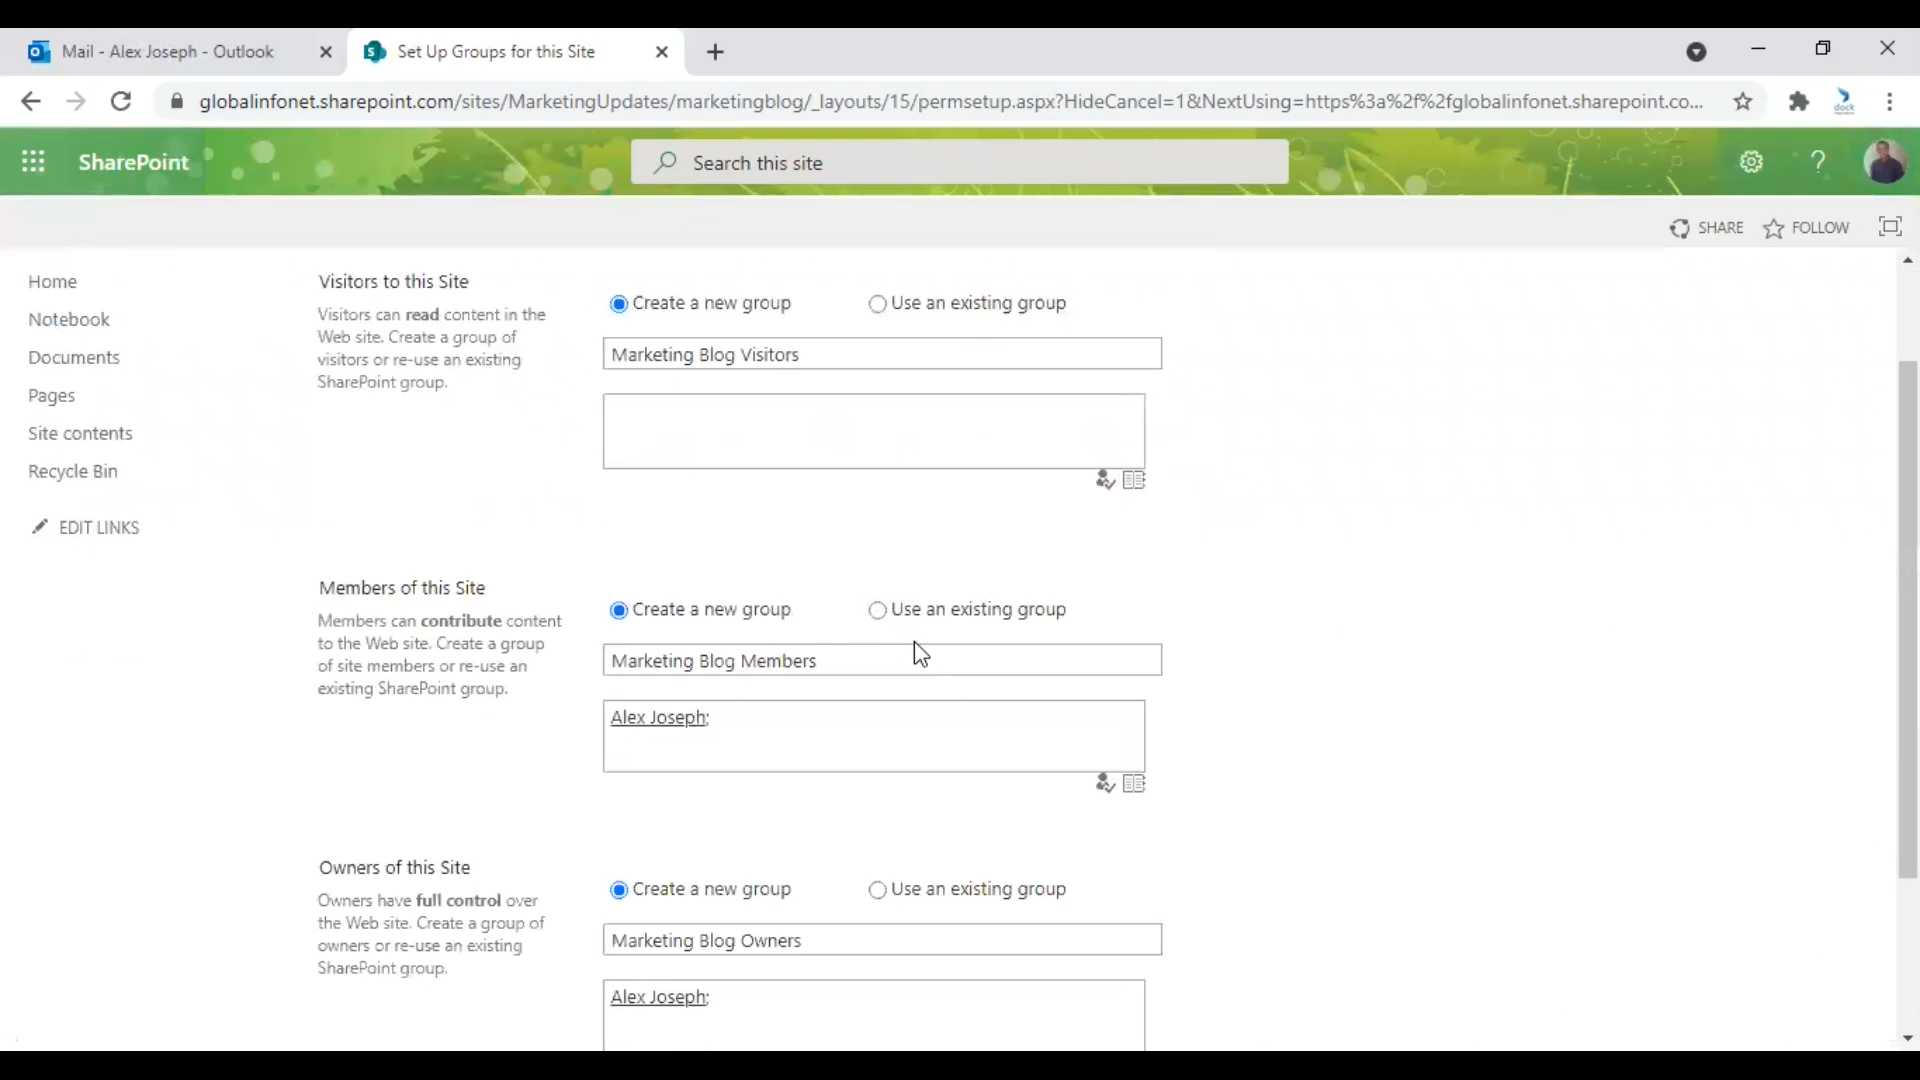 Mail - Alex Joseph - Outlook
Set Up Groups for this Site
globalinfonet.sharepoint.com/sites/MarketingUpdates/marketingblog/_layouts/15/permsetup.aspx?HideCancel=1&NextUsing=https%3a%2f%2fglobalinfonet.sharepoint.co...
dock
SharePoint
Search this site
SHARE
FOLLOW
Home
Notebook
Documents
Pages
Site contents
Recycle Bin
EDIT LINKS
Visitors to this Site
Visitors can read content in the
Web site. Create a group of
visitors or re-use an existing
SharePoint group.
Create a new group
Use an existing group
Marketing Blog Visitors
Members of this Site
Members can contribute content
to the Web site. Create a group
of site members or re-use an
existing SharePoint group.
Create a new group
Use an existing group
Marketing Blog Members
Alex Joseph;
Owners of this Site
Owners have full control over
the Web site. Create a group of
owners or re-use an existing
SharePoint group.
Create a new group
Use an existing group
Marketing Blog Owners
Alex Joseph;